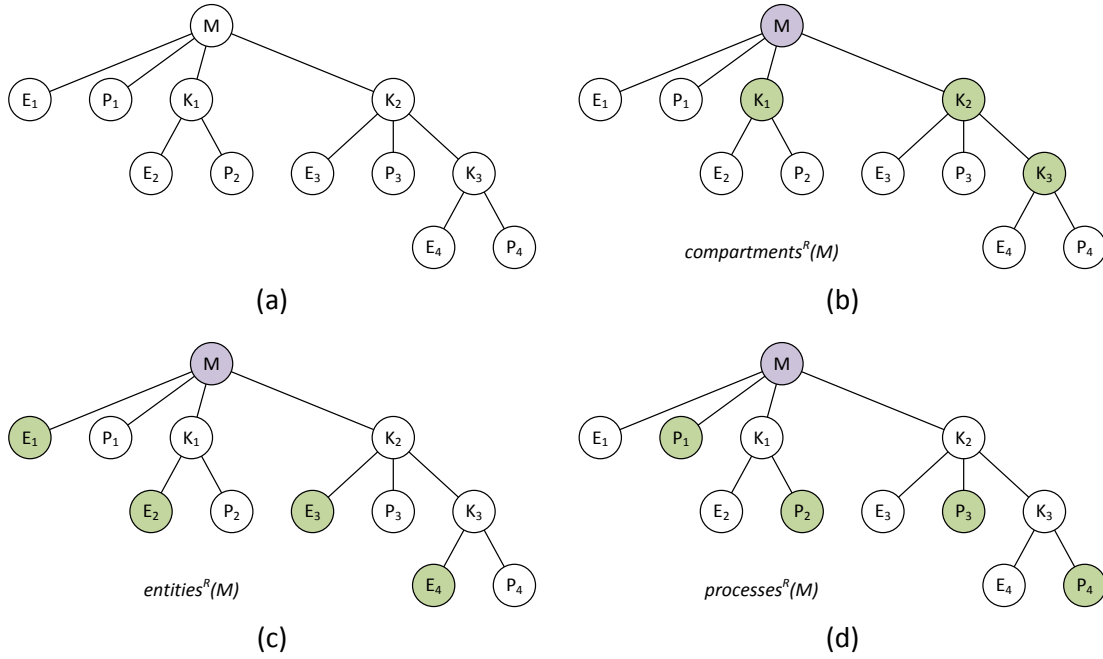 M
E₁ P₁ K₁ K₂
E₂ P₂ E₃ P₃ K₃
E₄ P₄
(a)
M
E₁ P₁ K₁ K₂
E₂ P₂ E₃ P₃ K₃
E₄ P₄
compartmentsᴿ(M)
(b)
M
E₁ P₁ K₁ K₂
E₂ P₂ E₃ P₃ K₃
E₄ P₄
entitiesᴿ(M)
(c)
M
E₁ P₁ K₁ K₂
E₂ P₂ E₃ P₃ K₃
E₄ P₄
processesᴿ(M)
(d)